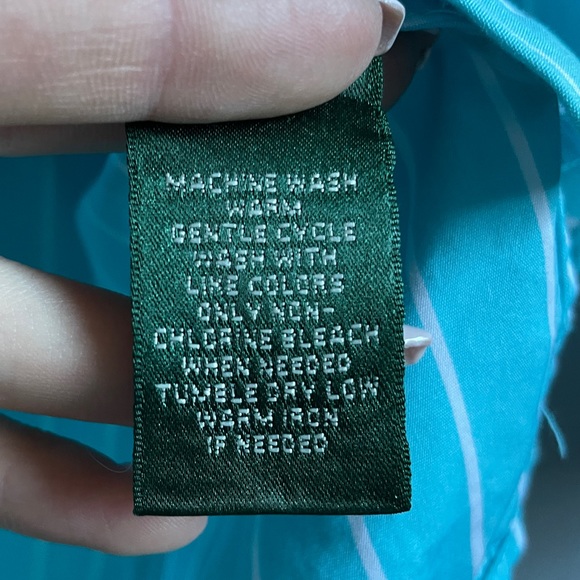 MACHINE WASH
WARM
GENTLE CYCLE
WASH WITH
LIKE COLORS
ONLY NON-
CHLORINE BLEACH
WHEN NEEDED
TUMBLE DRY LOW
WARM IRON
IF NEEDED